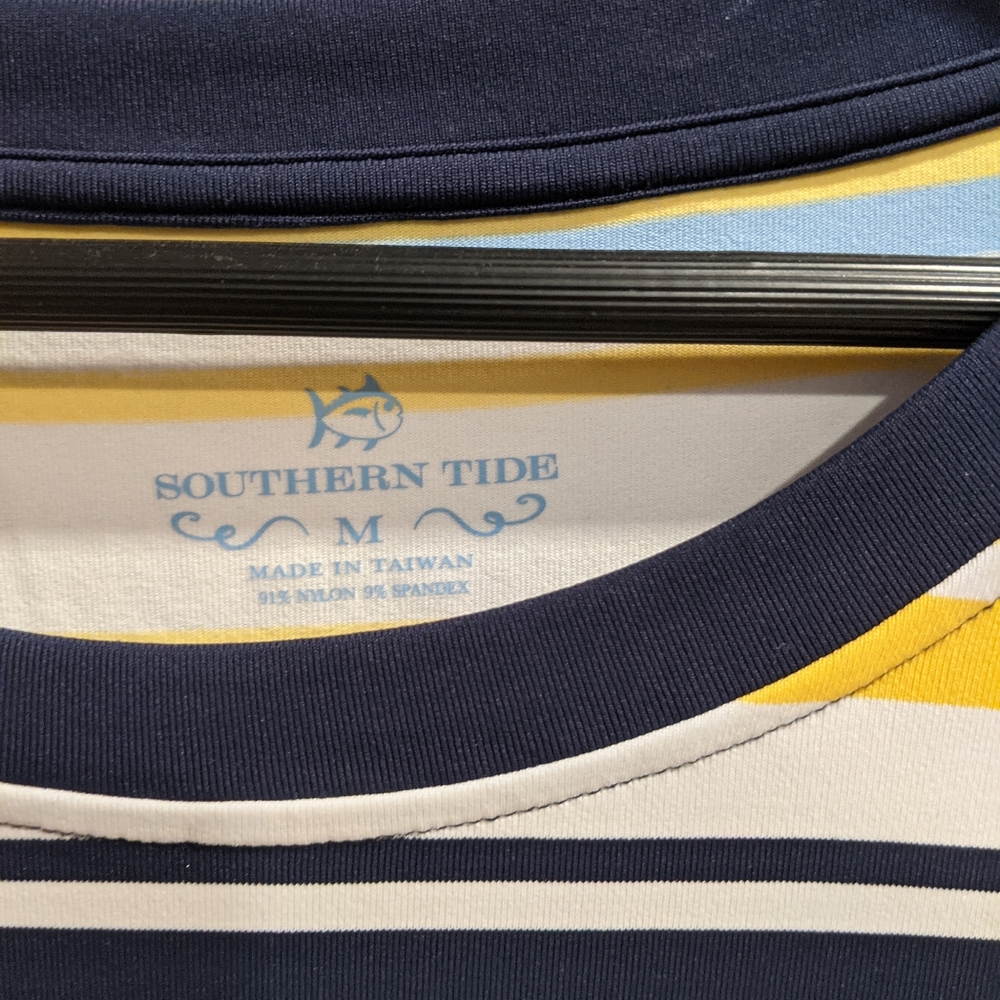 SOUTHERN TIDE
M
MADE IN TAIWAN
91% NYLON 9% SPANDEX